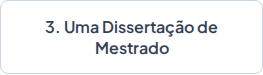 3. Uma Dissertação de
Mestrado